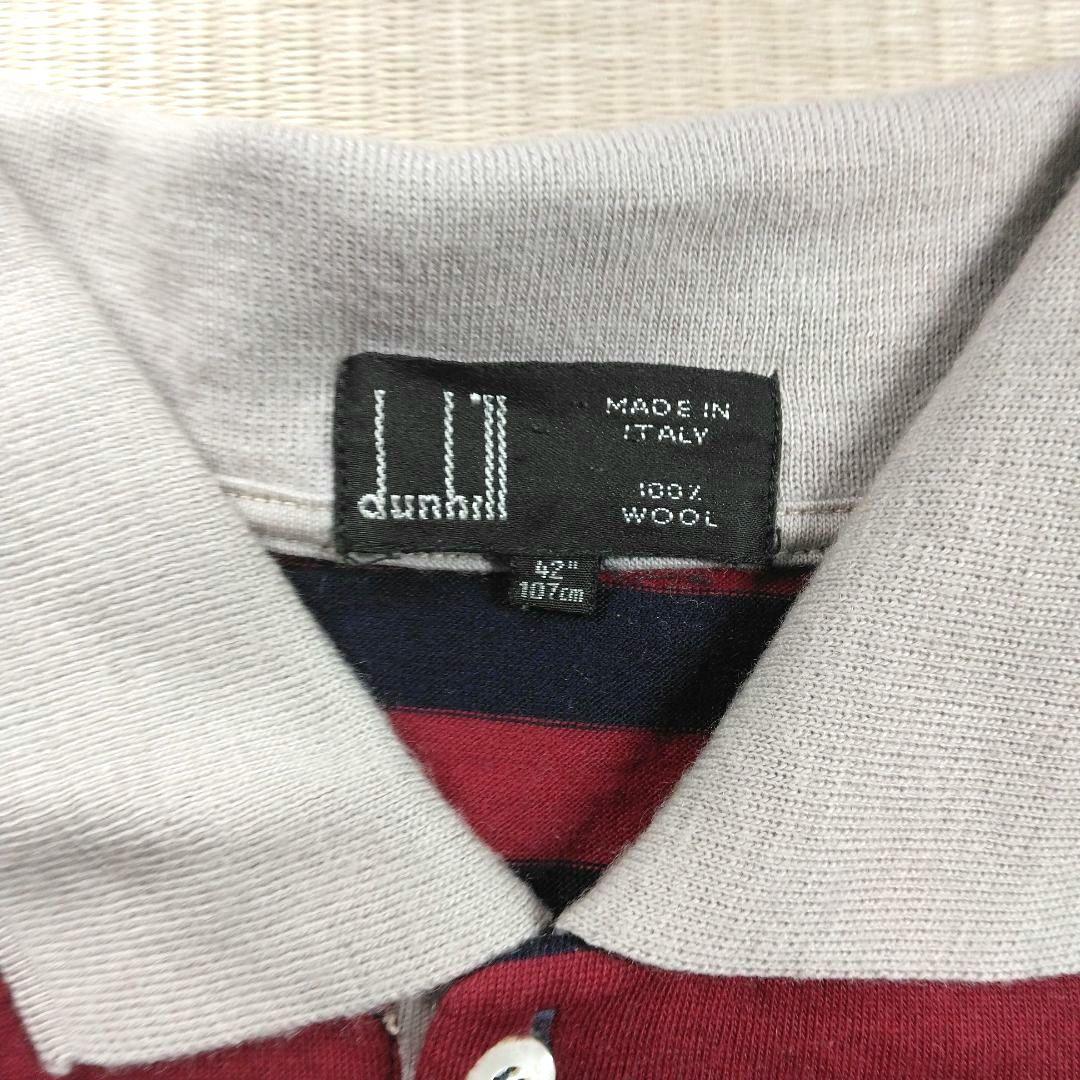 dunhill
MADE IN
ITALY
100%
WOOL
42"
107cm